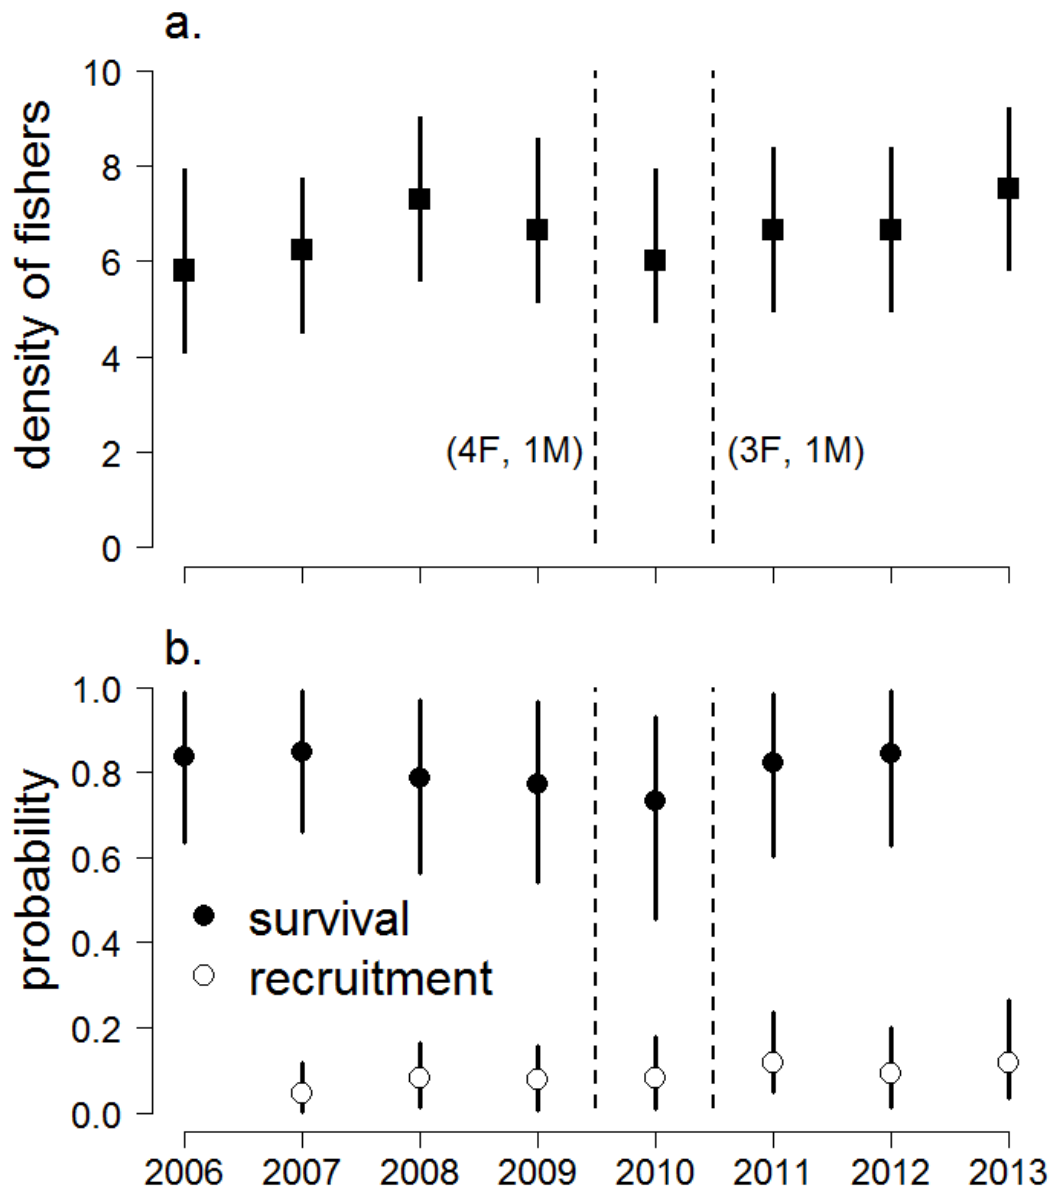 a.
density of fishers
10
8
6
4
2
0
(4F, 1M)
(3F, 1M)
b.
probability
1.0
0.8
0.6
0.4
0.2
0.0
survival
recruitment
2006 2007 2008 2009 2010 2011 2012 2013